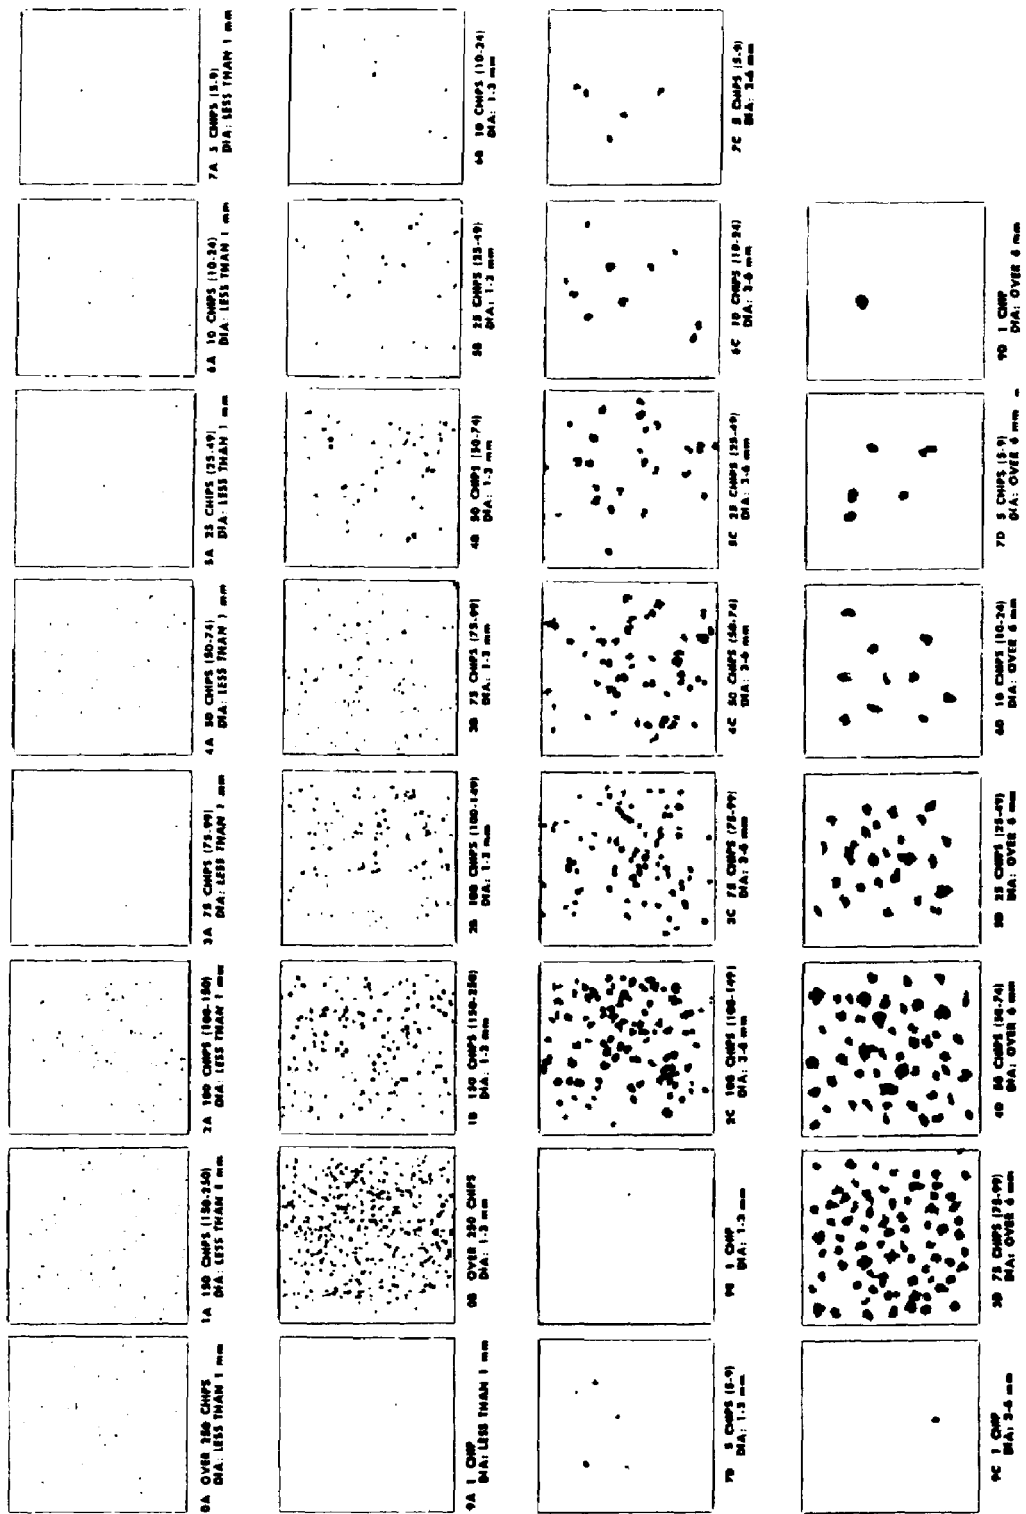 0A OVER 250 CHIPS
DIA: LESS THAN 1 mm
1A 150 CHIPS (150-250)
DIA: LESS THAN 1 mm
2A 100 CHIPS (100-150)
DIA: LESS THAN 1 mm
3A 75 CHIPS (75-99)
DIA: LESS THAN 1 mm
4A 50 CHIPS (50-74)
DIA: LESS THAN 1 mm
5A 25 CHIPS (25-49)
DIA: LESS THAN 1 mm
6A 10 CHIPS (10-24)
DIA: LESS THAN 1 mm
7A 5 CHIPS (5-9)
DIA: LESS THAN 1 mm
9A 1 CHIP
DIA: LESS THAN 1 mm
0B OVER 250 CHIPS
DIA: 1-3 mm
1B 150 CHIPS (150-250)
DIA: 1-3 mm
2B 100 CHIPS (100-149)
DIA: 1-3 mm
3B 75 CHIPS (75-99)
DIA: 1-3 mm
4B 50 CHIPS (50-74)
DIA: 1-3 mm
5B 25 CHIPS (25-49)
DIA: 1-3 mm
6B 10 CHIPS (10-24)
DIA: 1-3 mm
7B 5 CHIPS (5-9)
DIA: 1-3 mm
9B 1 CHIP
DIA: 1-3 mm
2C 100 CHIPS (100-149)
DIA: 3-6 mm
3C 75 CHIPS (75-99)
DIA: 3-6 mm
4C 50 CHIPS (50-74)
DIA: 3-6 mm
5C 25 CHIPS (25-49)
DIA: 3-6 mm
6C 10 CHIPS (10-24)
DIA: 3-6 mm
7C 5 CHIPS (5-9)
DIA: 3-6 mm
9C 1 CHIP
DIA: 3-6 mm
3D 75 CHIPS (75-99)
DIA: OVER 6 mm
4D 50 CHIPS (50-74)
DIA: OVER 6 mm
5D 25 CHIPS (25-49)
DIA: OVER 6 mm
6D 10 CHIPS (10-24)
DIA: OVER 6 mm
7D 5 CHIPS (5-9)
DIA: OVER 6 mm
9D 1 CHIP
DIA: OVER 6 mm